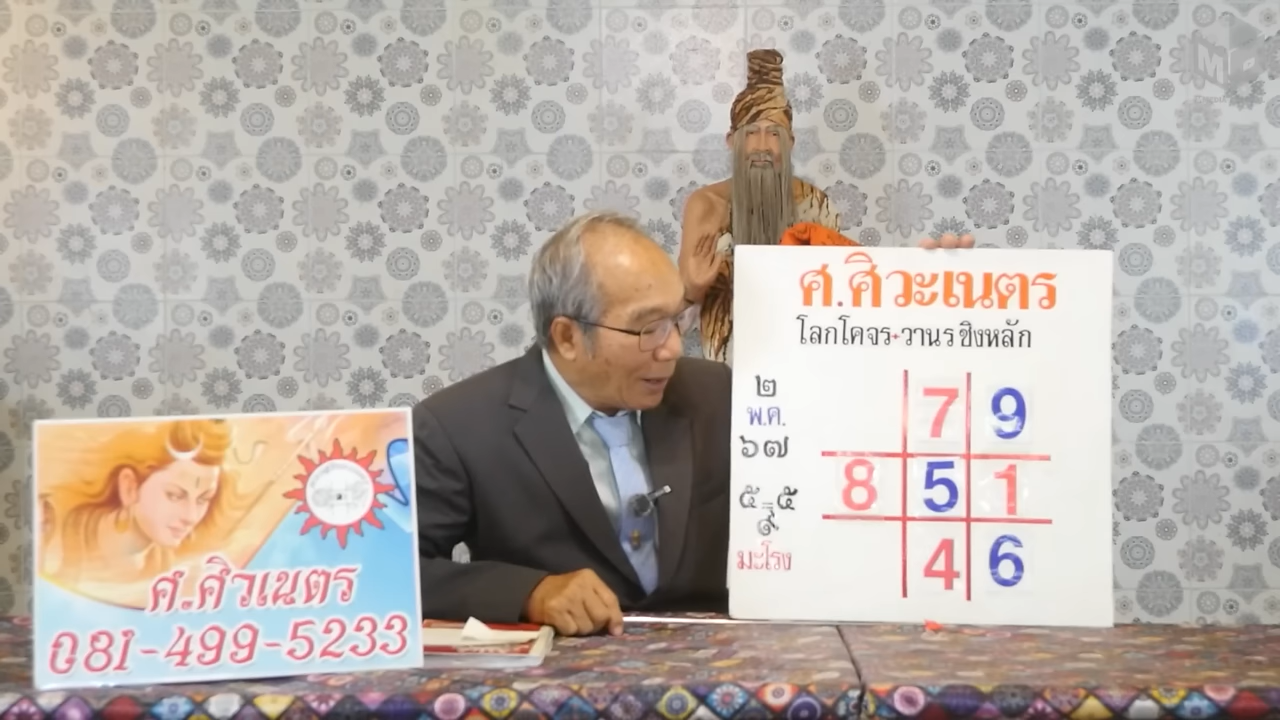 M
ศ.ศิวะเนตร
โลกโคจร+วานร ชิงหลัก
๒
พ.ศ.
๖๗
๕ ๕
๙
มะโรง
7 9
8 5 1
4 6
ศ.ศิวเนตร
081-499-5233